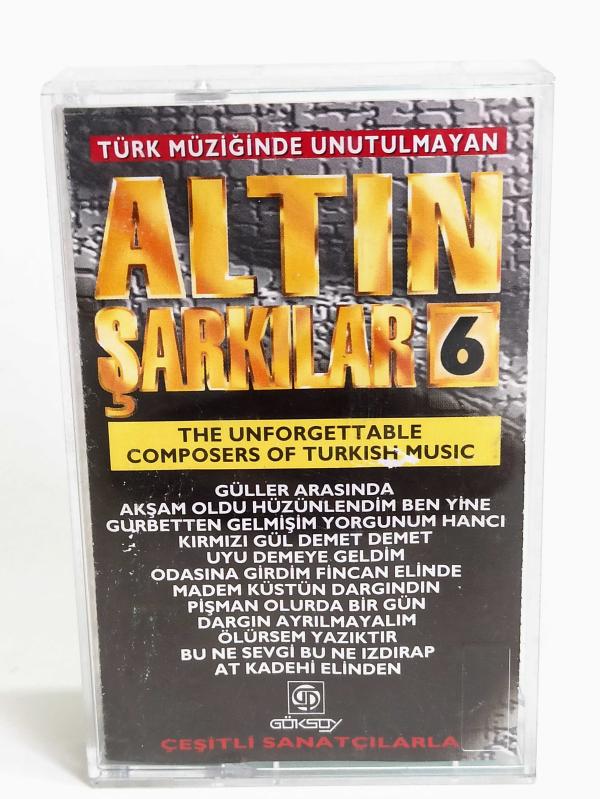 TÜRK MÜZİĞİNDE UNUTULMAYAN
ALTIN
ŞARKILAR 6
THE UNFORGETTABLE
COMPOSERS OF TURKISH MUSIC
GÜLLER ARASINDA
AKŞAM OLDU HÜZÜNLENDİM BEN YİNE
GURBETTEN GELMİŞİM YORGUNUM HANCI
KIRMIZI GÜL DEMET DEMET
UYU DEMEYE GELDİM
ODASINA GİRDİM FİNCAN ELİNDE
MADEM KÜSTÜN DARGINDIN
PİŞMAN OLURDA BİR GÜN
DARGIN AYRILMAYALIM
ÖLÜRSEM YAZIKTIR
BU NE SEVGİ BU NE IZDIRAP
AT KADEHİ ELİNDEN
GÖKSOY
ÇEŞİTLİ SANATÇILARLA